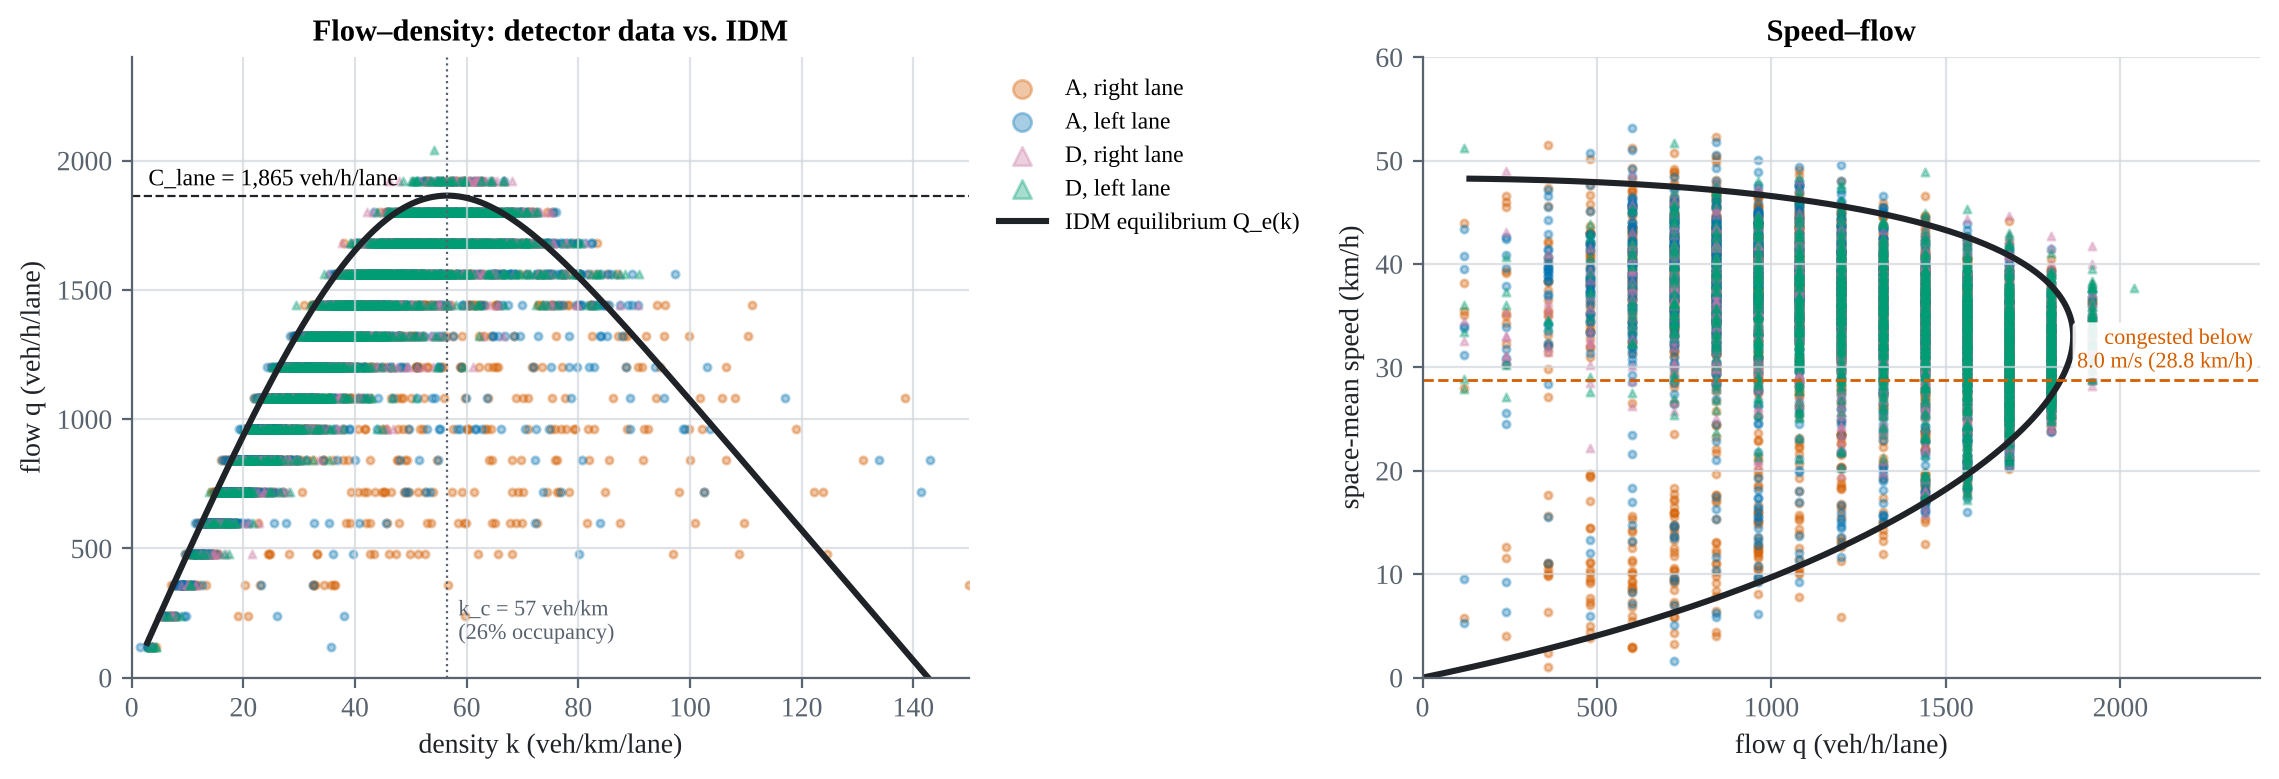 Flow–density: detector data vs. IDM
flow q (veh/h/lane)
2000
1500
1000
500
0
C_lane = 1,865 veh/h/lane
k_c = 57 veh/km
(26% occupancy)
0 20 40 60 80 100 120 140
density k (veh/km/lane)
A, right lane
A, left lane
D, right lane
D, left lane
IDM equilibrium Q_e(k)
Speed–flow
space-mean speed (km/h)
60
50
40
30
20
10
0
congested below
8.0 m/s (28.8 km/h)
0 500 1000 1500 2000
flow q (veh/h/lane)